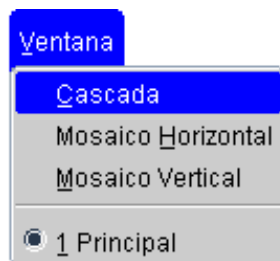 Ventana
Cascada
Mosaico Horizontal
Mosaico Vertical
1 Principal